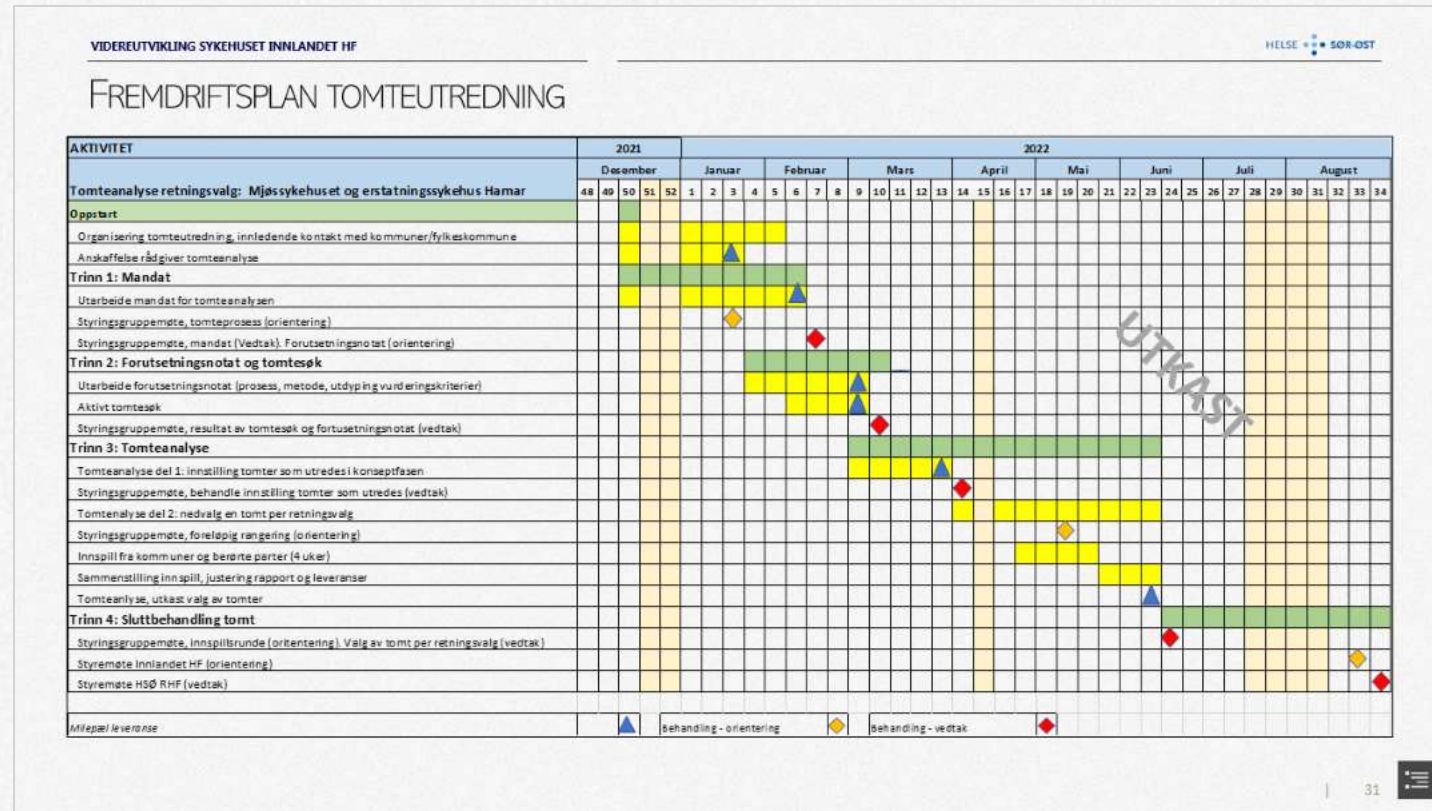 VIDEREUTVIKLING SYKEHUSET INNLANDET HF
HELSE SØR-ØST
FREMDRIFTSPLAN TOMTEUTREDNING
AKTIVITET 2021 2022
Desember Januar Februar Mars April Mai Juni Juli August
Tomteanalyse retningsvalg: Mjøssykehuset og erstatningssykehus Hamar 48 49 50 51 52 1 2 3 4 5 6 7 8 9 10 11 12 13 14 15 16 17 18 19 20 21 22 23 24 25 26 27 28 29 30 31 32 33 34
Oppstart
Organisering tomteutredning, innledende kontakt med kommuner/fylkeskommune
Anskaffelse rådgiver tomteanalyse
Trinn 1: Mandat
Utarbeide mandat for tomteanalysen
Styringsgruppemøte, tomteprosess (orientering)
Styringsgruppemøte, mandat (Vedtak). Forutsetningsnotat (orientering)
Trinn 2: Forutsetningsnotat og tomtesøk
Utarbeide forutsetningsnotat (prosess, metode, utdyping vurderingskriterier)
Aktivt tomtesøk
Styringsgruppemøte, resultat av tomtesøk og fortusetningsnotat (vedtak)
Trinn 3: Tomteanalyse
Tomteanalyse del 1: innstilling tomter som utredes i konseptfasen
Styringsgruppemøte, behandle innstilling tomter som utredes (vedtak)
Tomtenalyse del 2: nedvalg en tomt per retningsvalg
Styringsgruppemøte, foreløpig rangering (orientering)
Innspill fra kommuner og berørte parter (4 uker)
Sammenstilling innspill, justering rapport og leveranser
Tomteanlyse, utkast valg av tomter
Trinn 4: Sluttbehandling tomt
Styringsgruppemøte, innspillsrunde (oritentering). Valg av tomt per retningsvalg (vedtak)
Styremøte Innlandet HF (orientering)
Styremøte HSØ RHF (vedtak)
UTKAST
Milepæl leveranse Behandling - orientering Behandling - vedtak
31